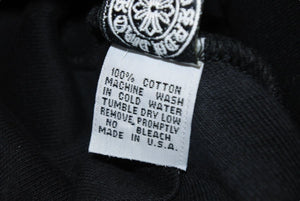 100% COTTON
MACHINE WASH
IN COLD WATER
TUMBLE DRY LOW
REMOVE PROMPTLY
NO BLEACH
MADE IN U.S.A.